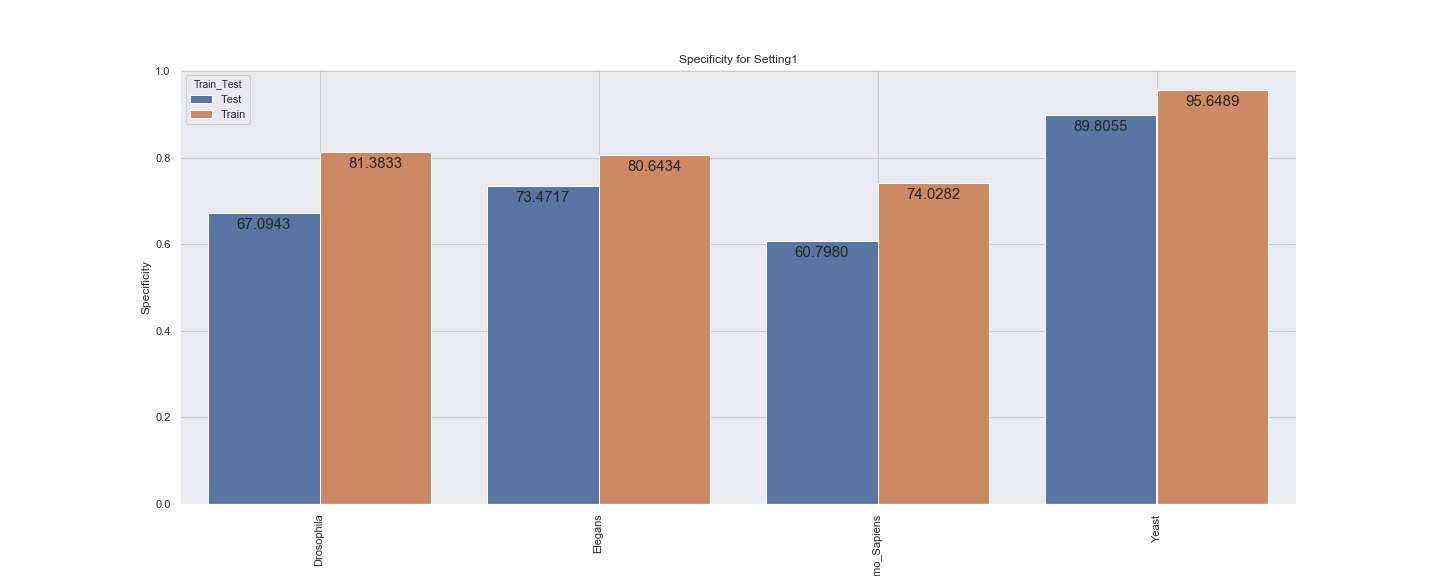 Specificity for Setting1
1.0
Train_Test
Test
Train
95.6489
89.8055
0.8
81.3833
80.6434
73.4717
74.0282
67.0943
0.6
60.7980
Specificity
0.4
0.2
0.0
Drosophila
Elegans
mo_Sapiens
Yeast